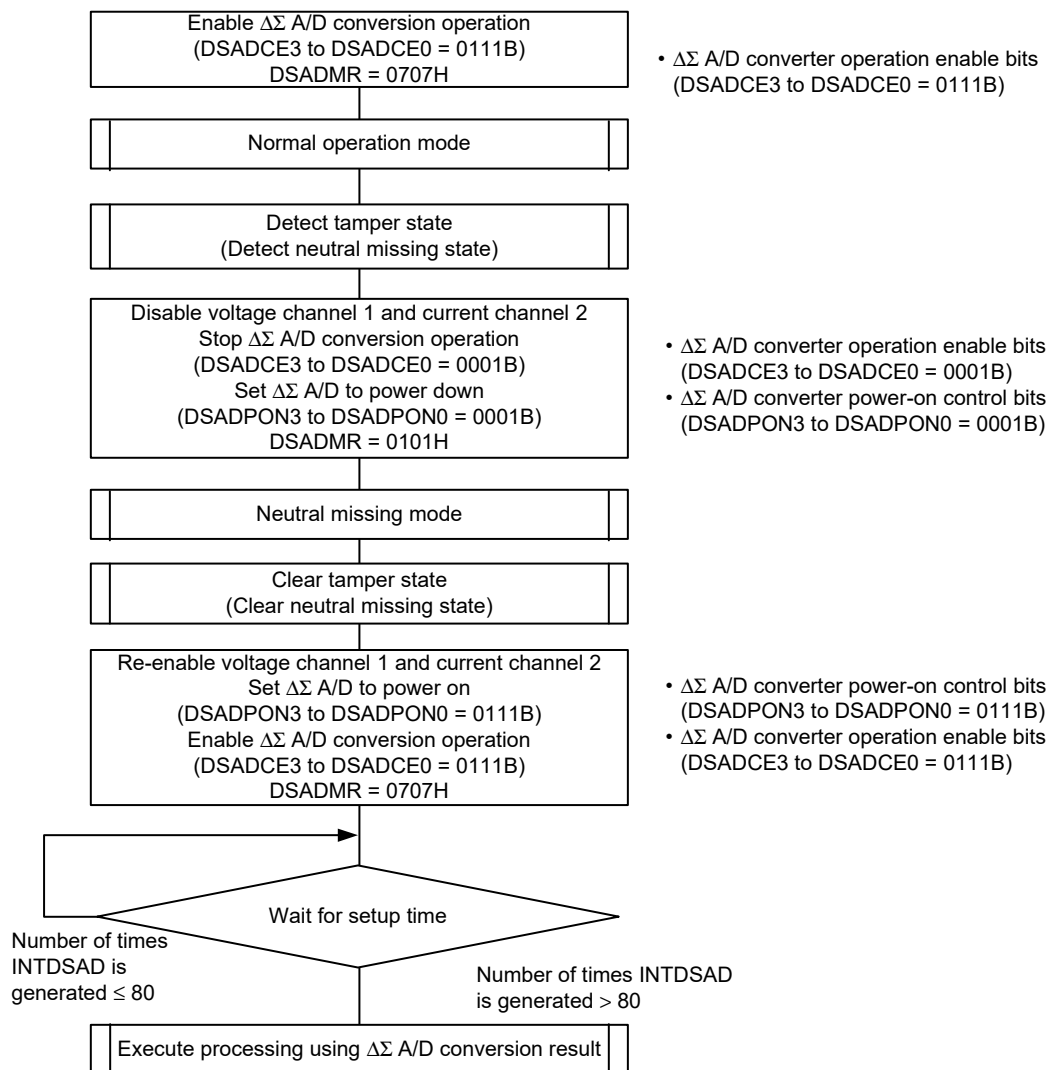 Enable ΔΣ A/D conversion operation
(DSADCE3 to DSADCE0 = 0111B)
DSADMR = 0707H
• ΔΣ A/D converter operation enable bits
(DSADCE3 to DSADCE0 = 0111B)
Normal operation mode
Detect tamper state
(Detect neutral missing state)
Disable voltage channel 1 and current channel 2
Stop ΔΣ A/D conversion operation
(DSADCE3 to DSADCE0 = 0001B)
Set ΔΣ A/D to power down
(DSADPON3 to DSADPON0 = 0001B)
DSADMR = 0101H
• ΔΣ A/D converter operation enable bits
(DSADCE3 to DSADCE0 = 0001B)
• ΔΣ A/D converter power-on control bits
(DSADPON3 to DSADPON0 = 0001B)
Neutral missing mode
Clear tamper state
(Clear neutral missing state)
Re-enable voltage channel 1 and current channel 2
Set ΔΣ A/D to power on
(DSADPON3 to DSADPON0 = 0111B)
Enable ΔΣ A/D conversion operation
(DSADCE3 to DSADCE0 = 0111B)
DSADMR = 0707H
• ΔΣ A/D converter power-on control bits
(DSADPON3 to DSADPON0 = 0111B)
• ΔΣ A/D converter operation enable bits
(DSADCE3 to DSADCE0 = 0111B)
Wait for setup time
Number of times
INTDSAD is
generated ≤ 80
Number of times INTDSAD
is generated > 80
Execute processing using ΔΣ A/D conversion result